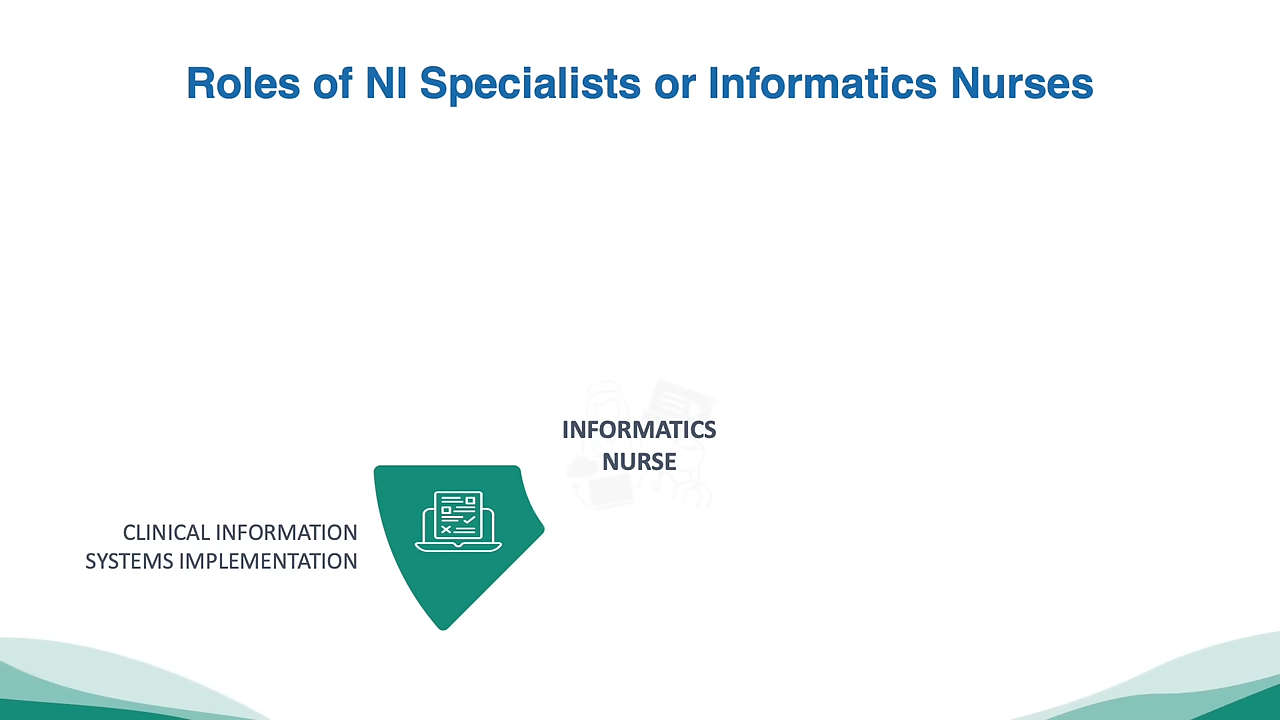 Roles of NI Specialists or Informatics Nurses
INFORMATICS
NURSE
CLINICAL INFORMATION
SYSTEMS IMPLEMENTATION